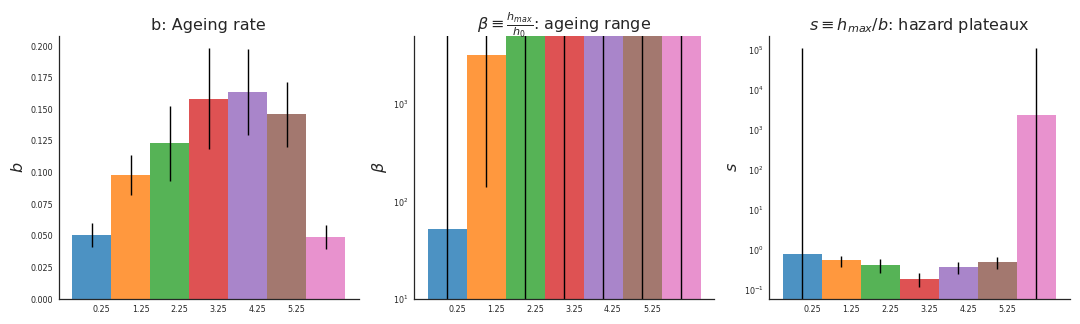 b: Ageing rate
b
0.200
0.175
0.150
0.125
0.100
0.075
0.050
0.025
0.000
0.25 1.25 2.25 3.25 4.25 5.25
β ≡ h_max/h_0: ageing range
β
10³
10²
10¹
0.25 1.25 2.25 3.25 4.25 5.25
s ≡ h_max/b: hazard plateaux
s
10⁵
10⁴
10³
10²
10¹
10⁰
10⁻¹
0.25 1.25 2.25 3.25 4.25 5.25